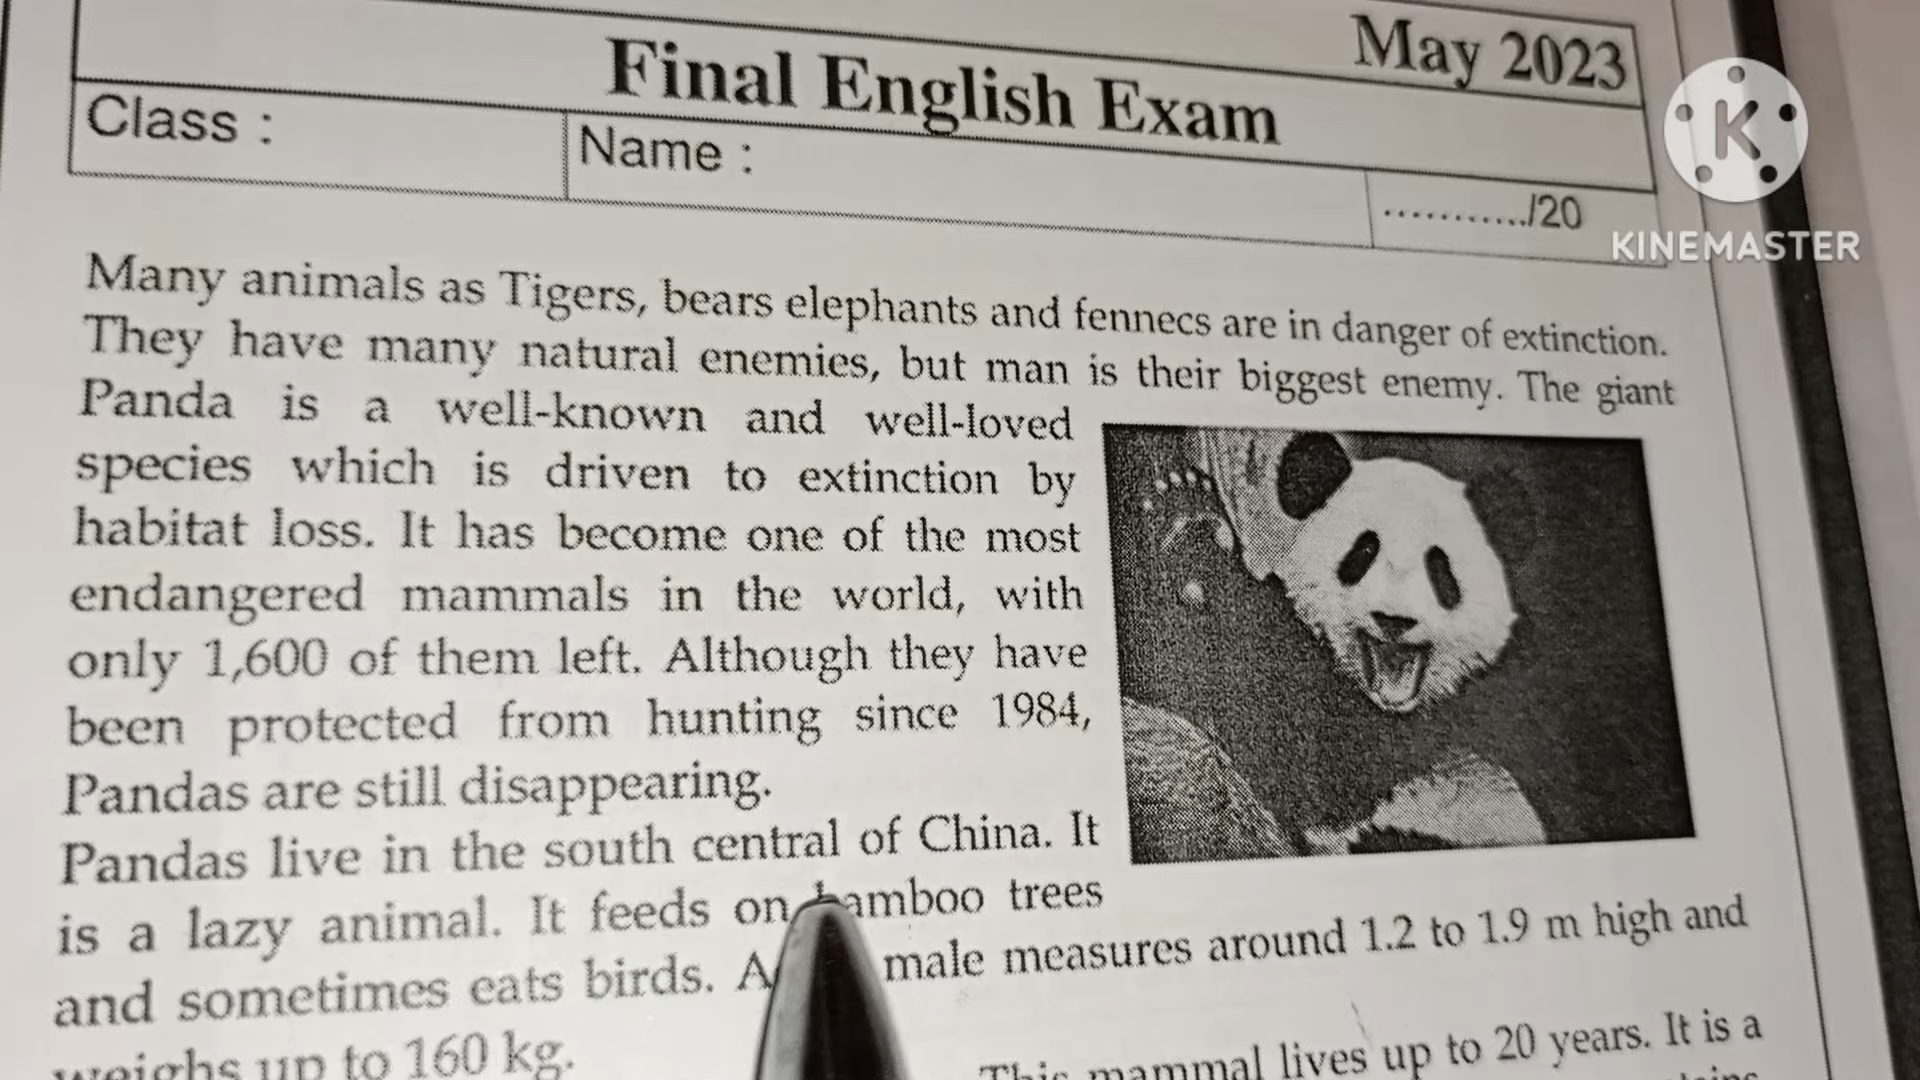 May 2023
Final English Exam
Class :
Name :
............/20
K
KINEMASTER
Many animals as Tigers, bears elephants and fennecs are in danger of extinction.
They have many natural enemies, but man is their biggest enemy. The giant
Panda is a well-known and well-loved
species which is driven to extinction by
habitat loss. It has become one of the most
endangered mammals in the world, with
only 1,600 of them left. Although they have
been protected from hunting since 1984,
Pandas are still disappearing.
Pandas live in the south central of China. It
is a lazy animal. It feeds on bamboo trees
and sometimes eats birds. male measures around 1.2 to 1.9 m high and
weighs up to 160 kg. This mammal lives up to 20 years. It is a